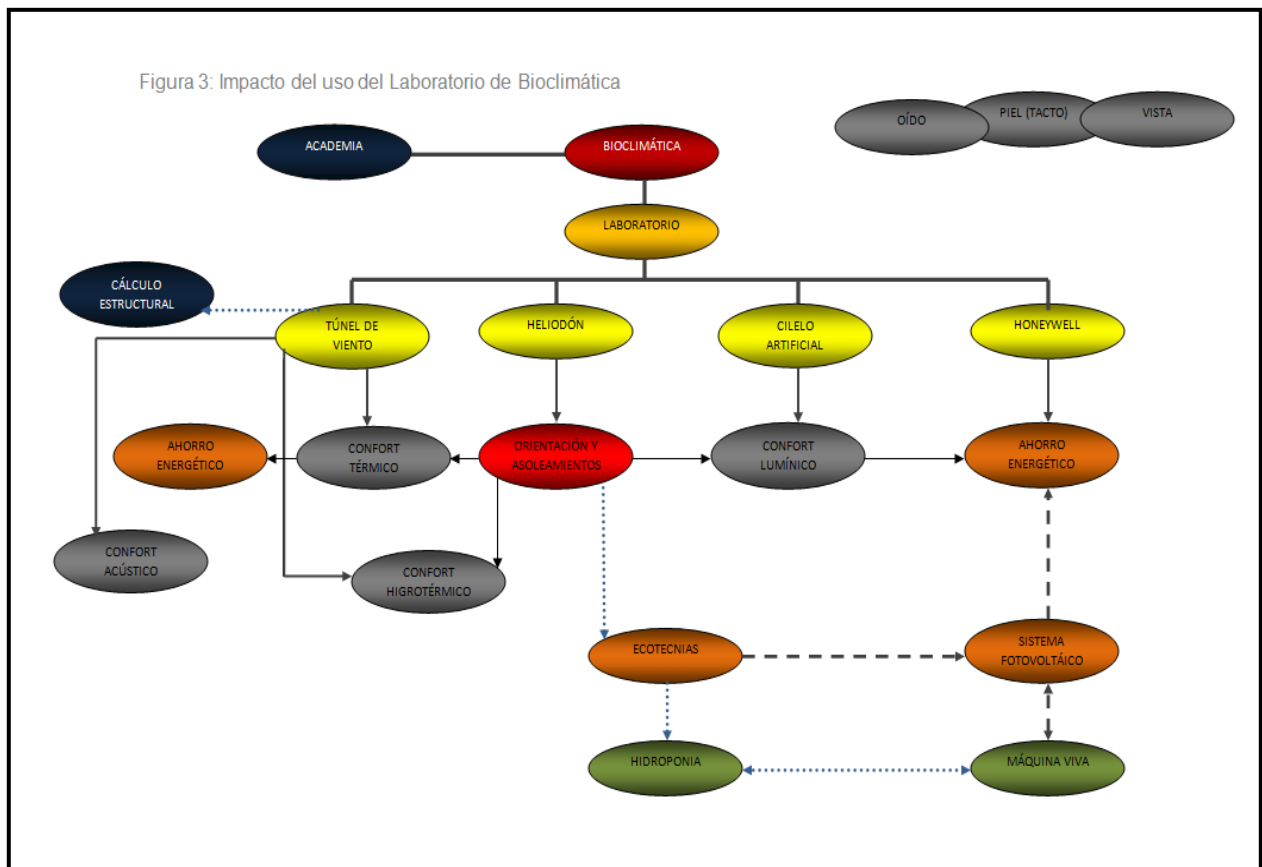 Figura 3: Impacto del uso del Laboratorio de Bioclimática
OÍDO
PIEL (TACTO)
VISTA
ACADEMIA
BIOCLIMÁTICA
LABORATORIO
CÁLCULO
ESTRUCTURAL
TÚNEL DE
VIENTO
HELIODÓN
CILELO
ARTIFICIAL
HONEYWELL
AHORRO
ENERGÉTICO
CONFORT
TÉRMICO
ORIENTACIÓN Y
ASOLEAMIENTOS
CONFORT
LUMÍNICO
AHORRO
ENERGÉTICO
CONFORT
ACÚSTICO
CONFORT
HIGROTÉRMICO
ECOTECNIAS
SISTEMA
FOTOVOLTÁICO
HIDROPONIA
MÁQUINA VIVA